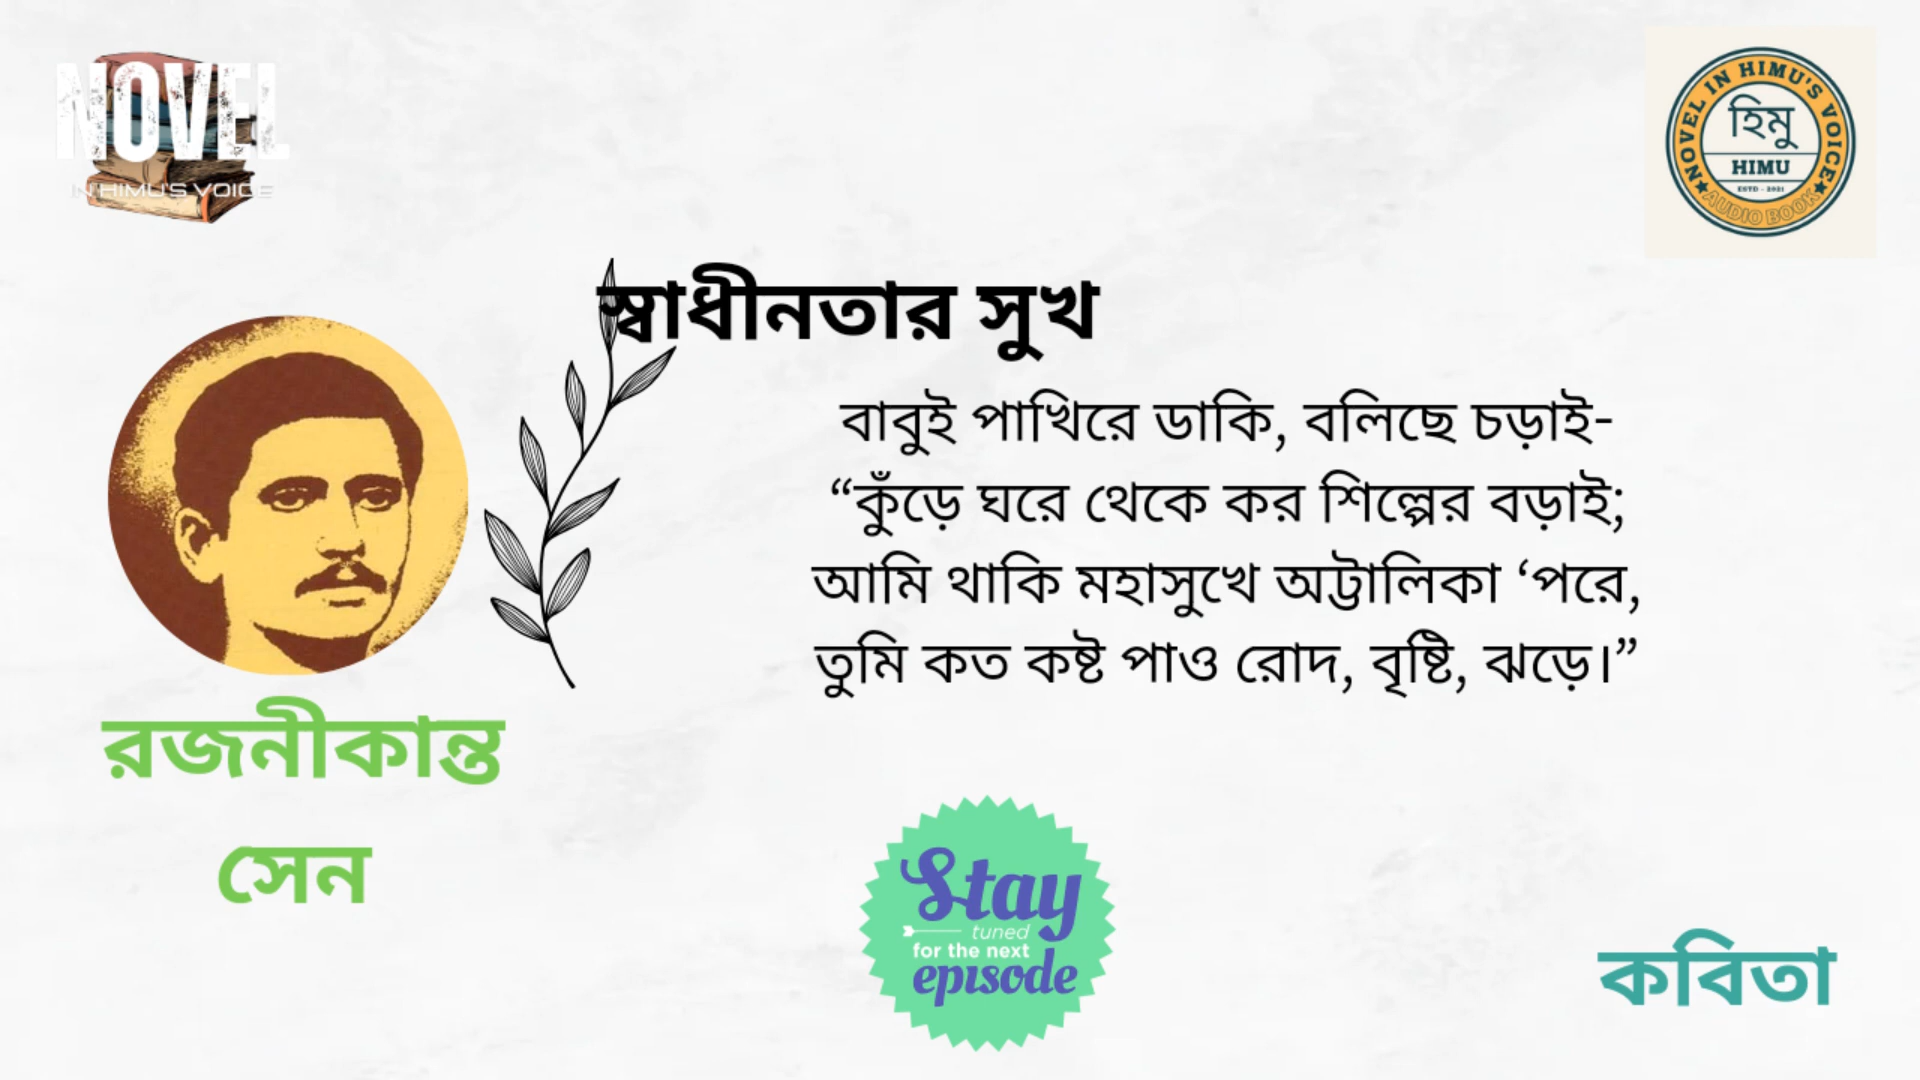 NOVEL
IN HIMU'S VOICE
NOVEL IN HIMU'S VOICE
হিমু
HIMU
ESTD - 2021
AUDIO BOOK
স্বাধীনতার সুখ
বাবুই পাখিরে ডাকি, বলিছে চড়াই-
“কুঁড়ে ঘরে থেকে কর শিল্পের বড়াই;
আমি থাকি মহাসুখে অট্টালিকা ‘পরে,
তুমি কত কষ্ট পাও রোদ, বৃষ্টি, ঝড়ে।”
রজনীকান্ত
সেন
Stay
tuned
for the next
episode
কবিতা